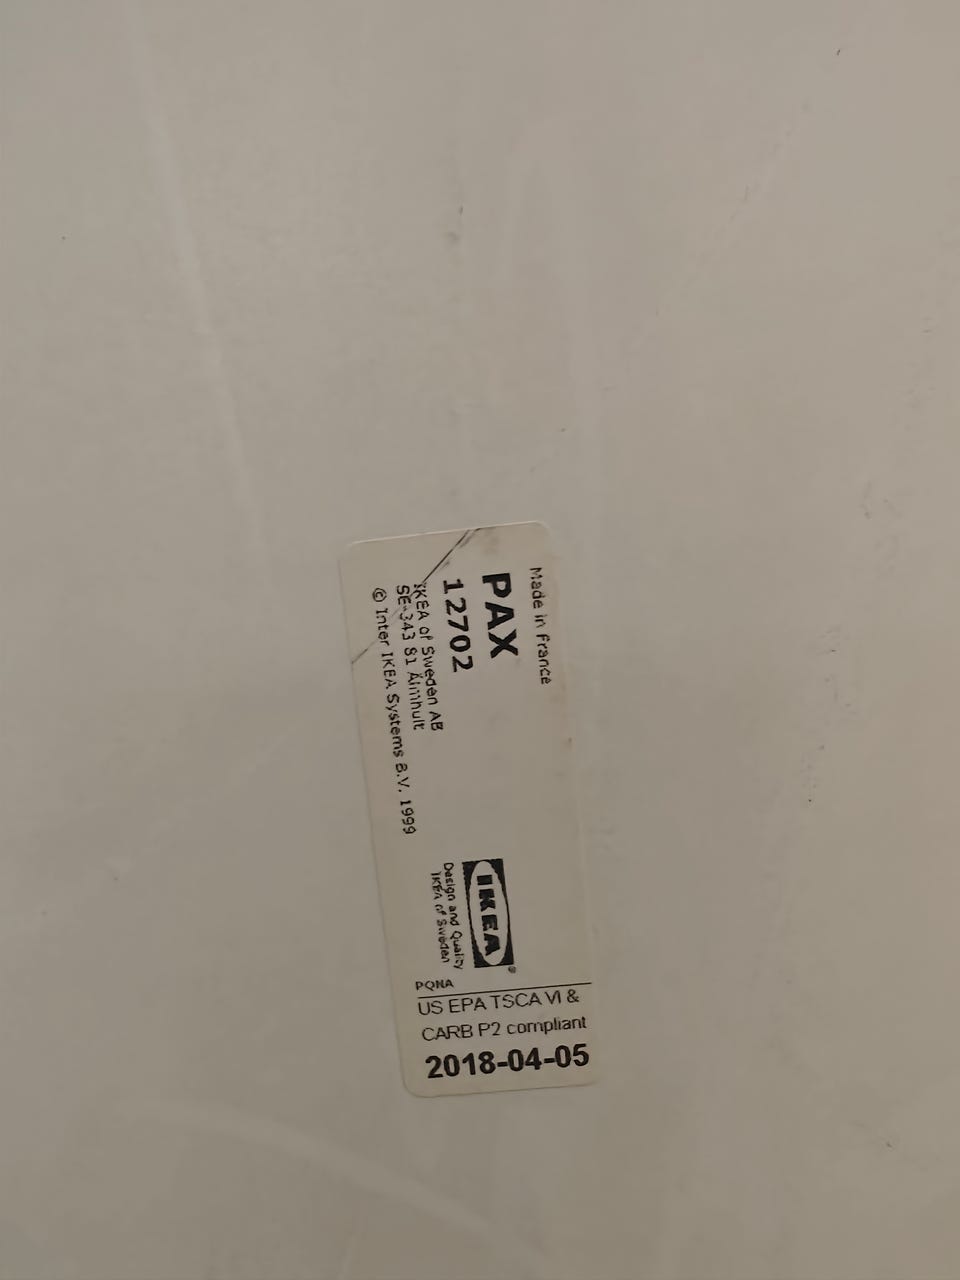 Made in France
PAX
12702
IKEA of Sweden AB
SE-343 81 Älmhult
© Inter IKEA Systems B.V. 1999
IKEA
®
Design and Quality
IKEA of Sweden
PQNA
US EPA TSCA VI &
CARB P2 compliant
2018-04-05